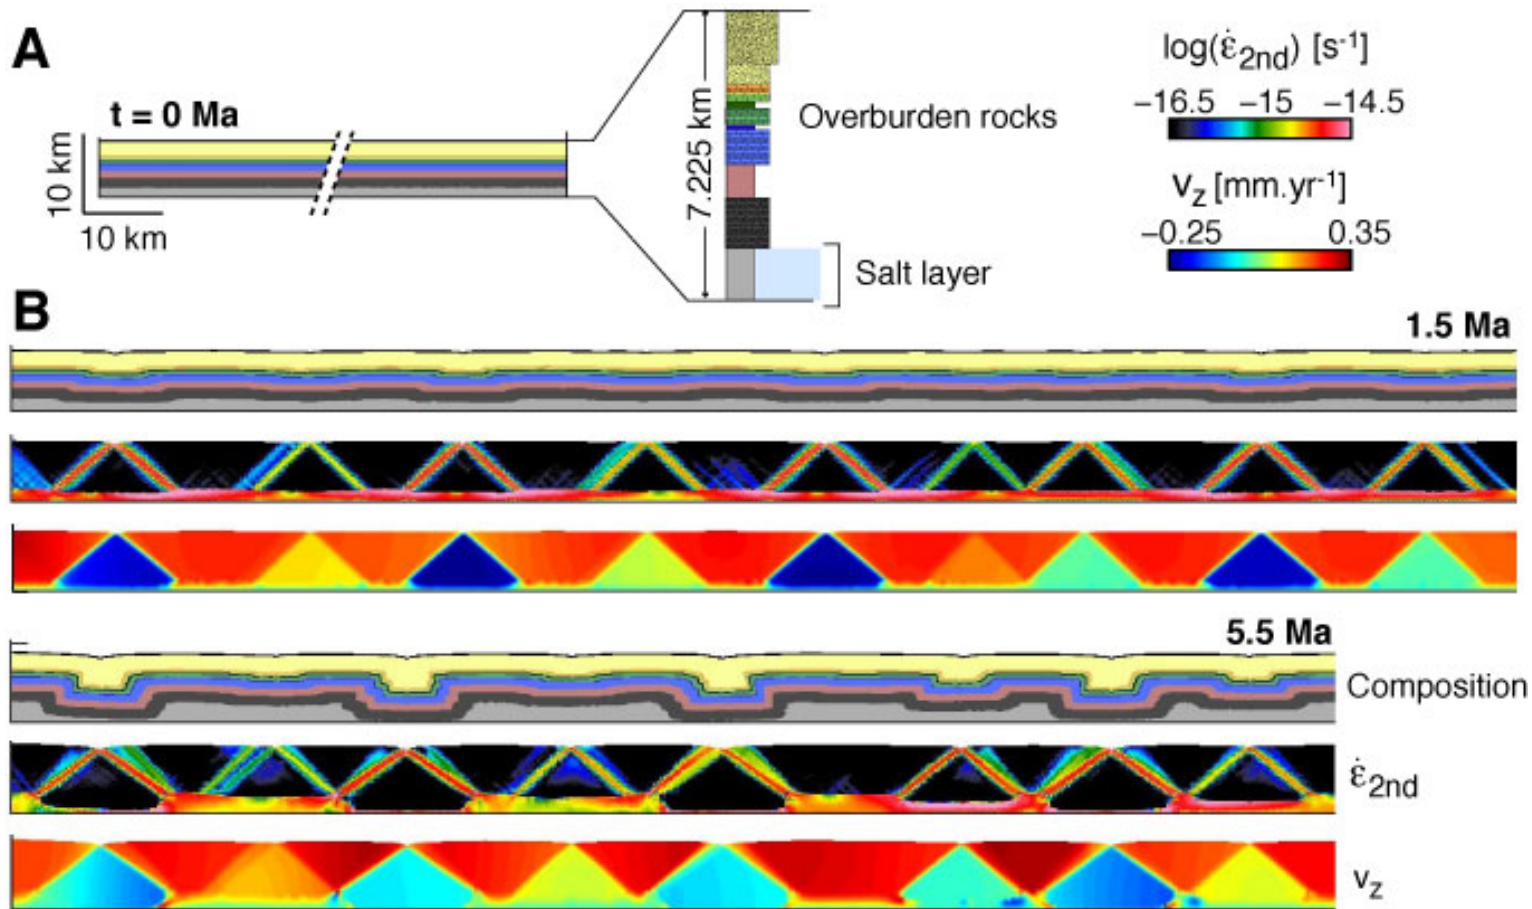 A
t = 0 Ma
10 km
10 km
7.225 km
Overburden rocks
Salt layer
log(ε̇2nd) [s-1]
−16.5 −15 −14.5
vz [mm.yr-1]
−0.25 0.35
B
1.5 Ma
5.5 Ma
Composition
ε̇2nd
vz